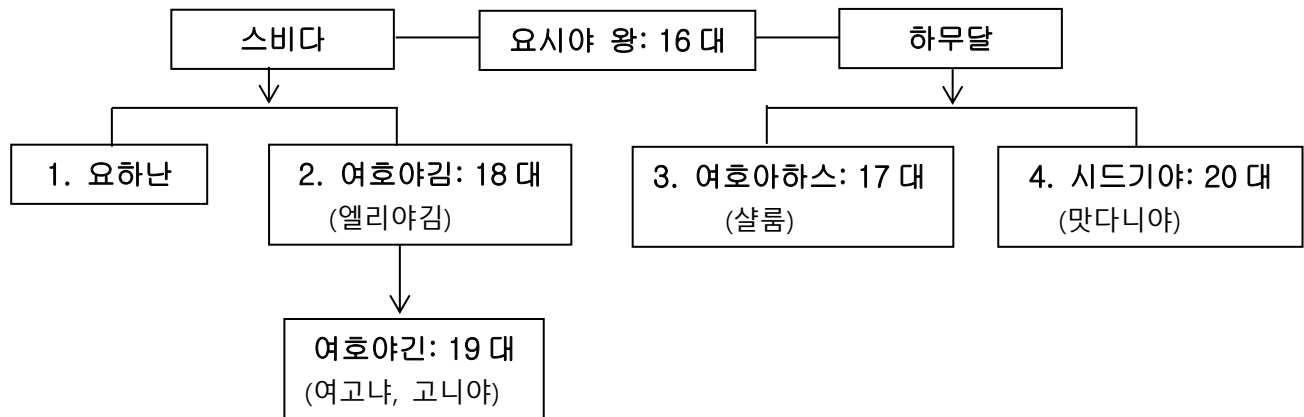 스비다
요시야 왕: 16 대
하무달
1. 요하난
2. 여호야김: 18 대
(엘리야김)
3. 여호아하스: 17 대
(샬룸)
4. 시드기야: 20 대
(맛다니야)
여호야긴: 19 대
(여고냐, 고니야)